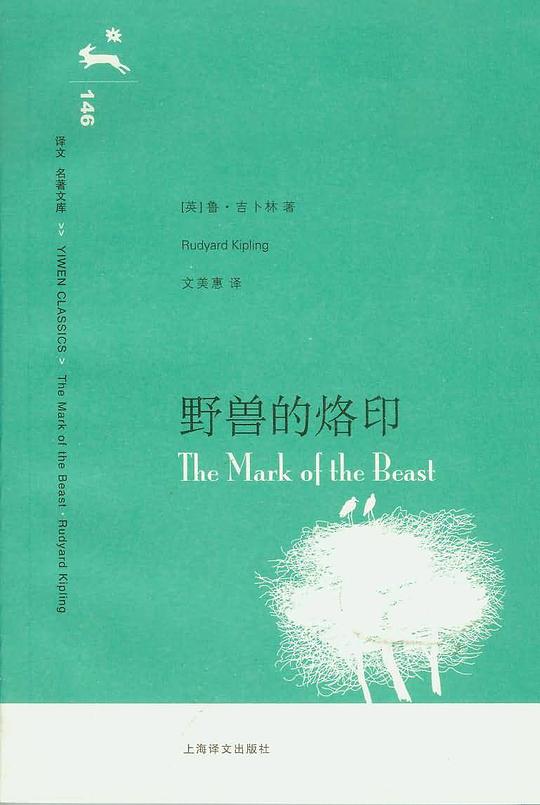 146
译文 名著文库 >> YIWEN CLASSICS > The Mark of the Beast · Rudyard Kipling
[英] 鲁·吉卜林 著
Rudyard Kipling
文美惠 译
野兽的烙印
The Mark of the Beast
上海译文出版社